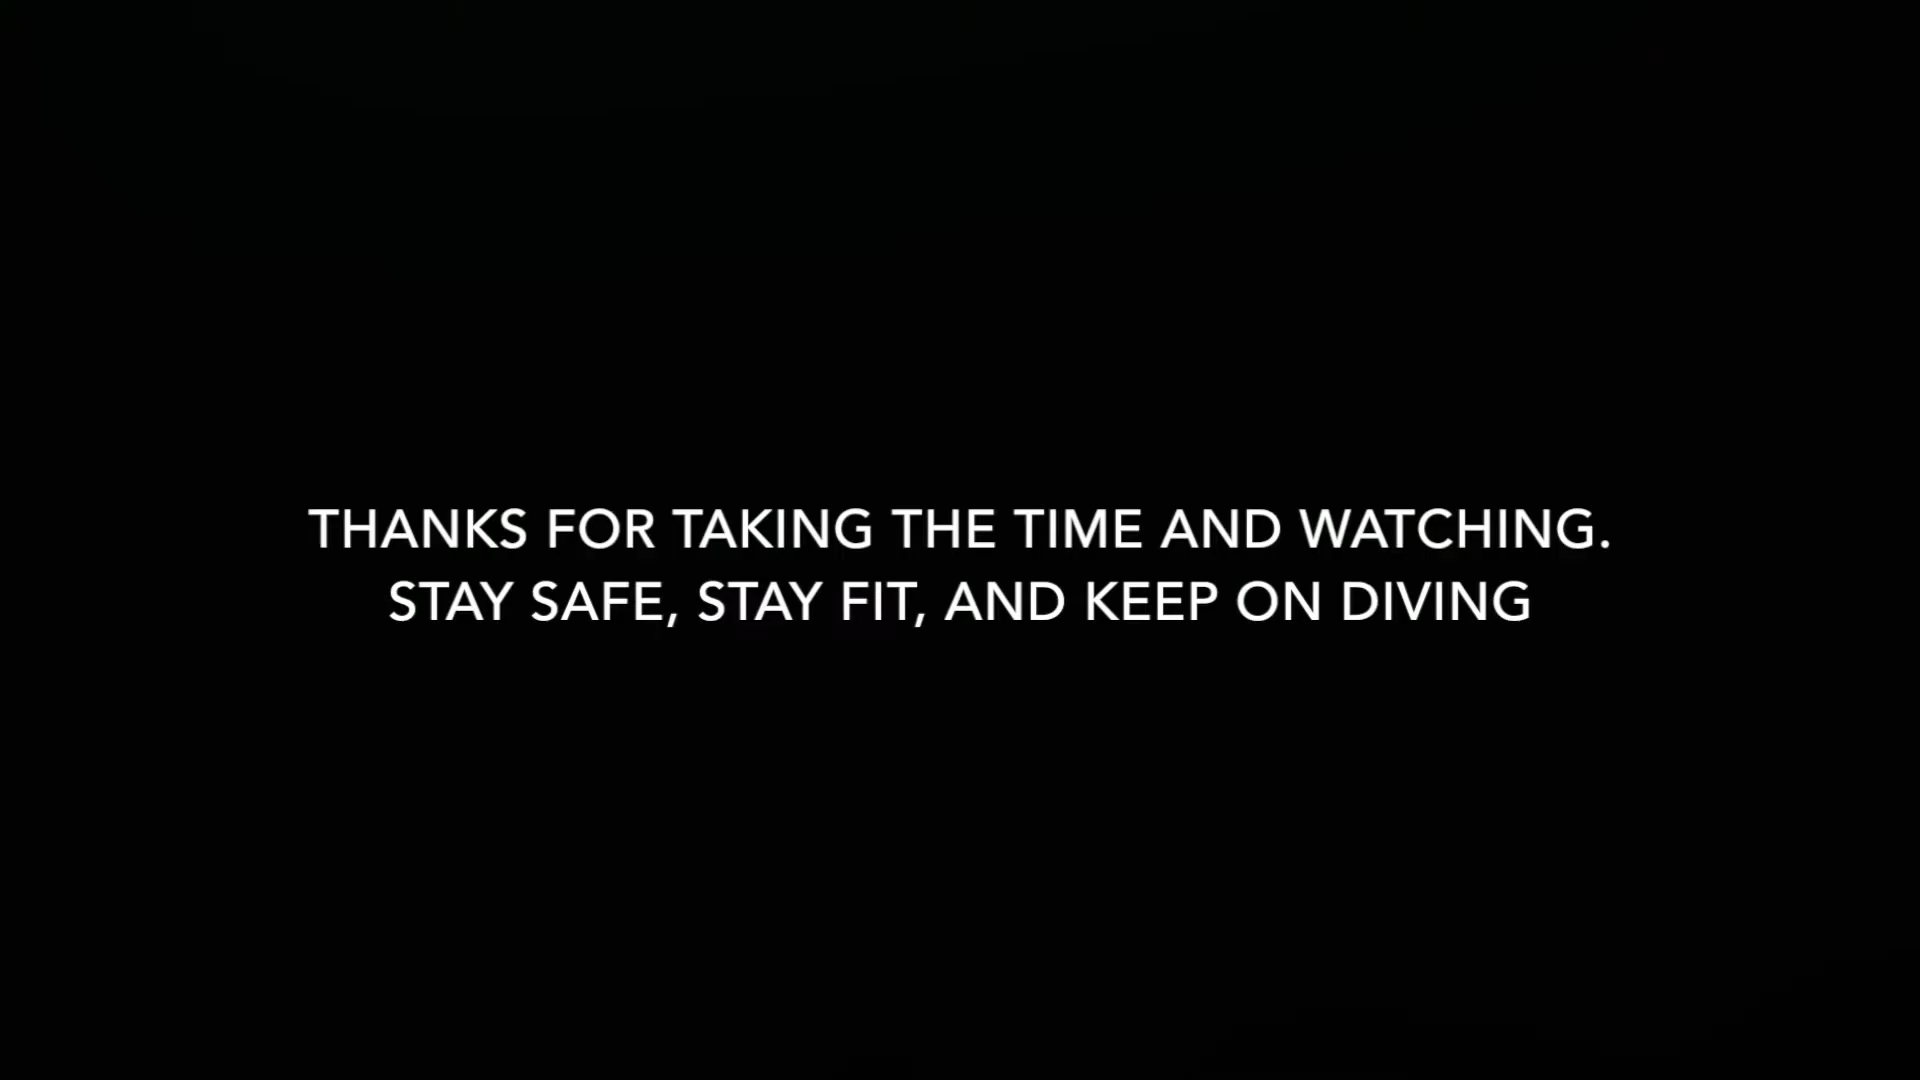 THANKS FOR TAKING THE TIME AND WATCHING.
STAY SAFE, STAY FIT, AND KEEP ON DIVING